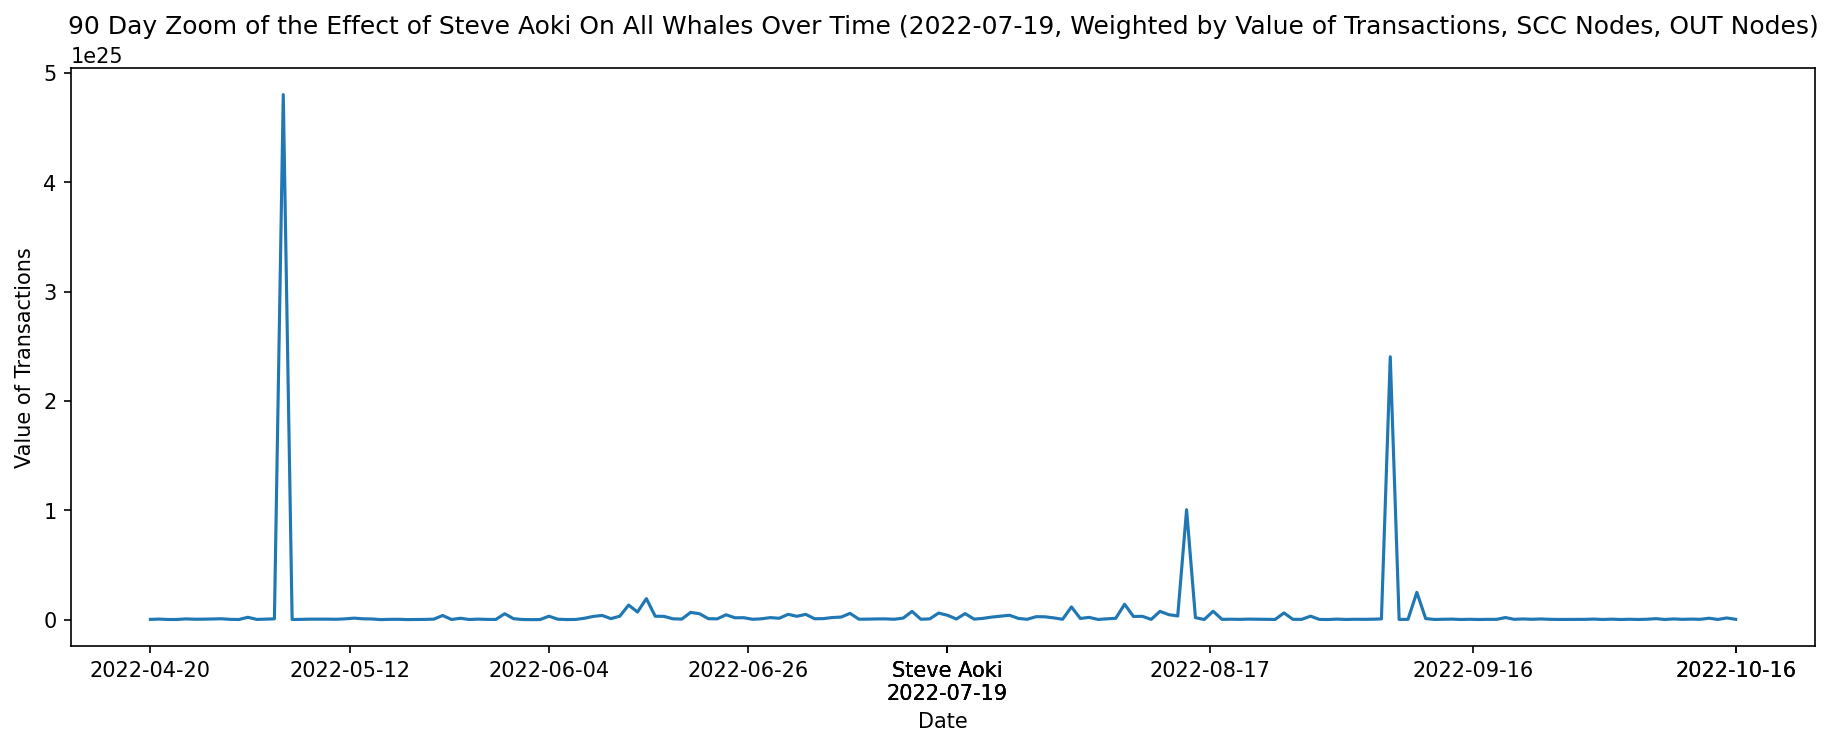 90 Day Zoom of the Effect of Steve Aoki On All Whales Over Time (2022-07-19, Weighted by Value of Transactions, SCC Nodes, OUT Nodes)
1e25
5
4
3
2
1
0
Value of Transactions
2022-04-20
2022-05-12
2022-06-04
2022-06-26
Steve Aoki
2022-07-19
2022-08-17
2022-09-16
2022-10-16
Date